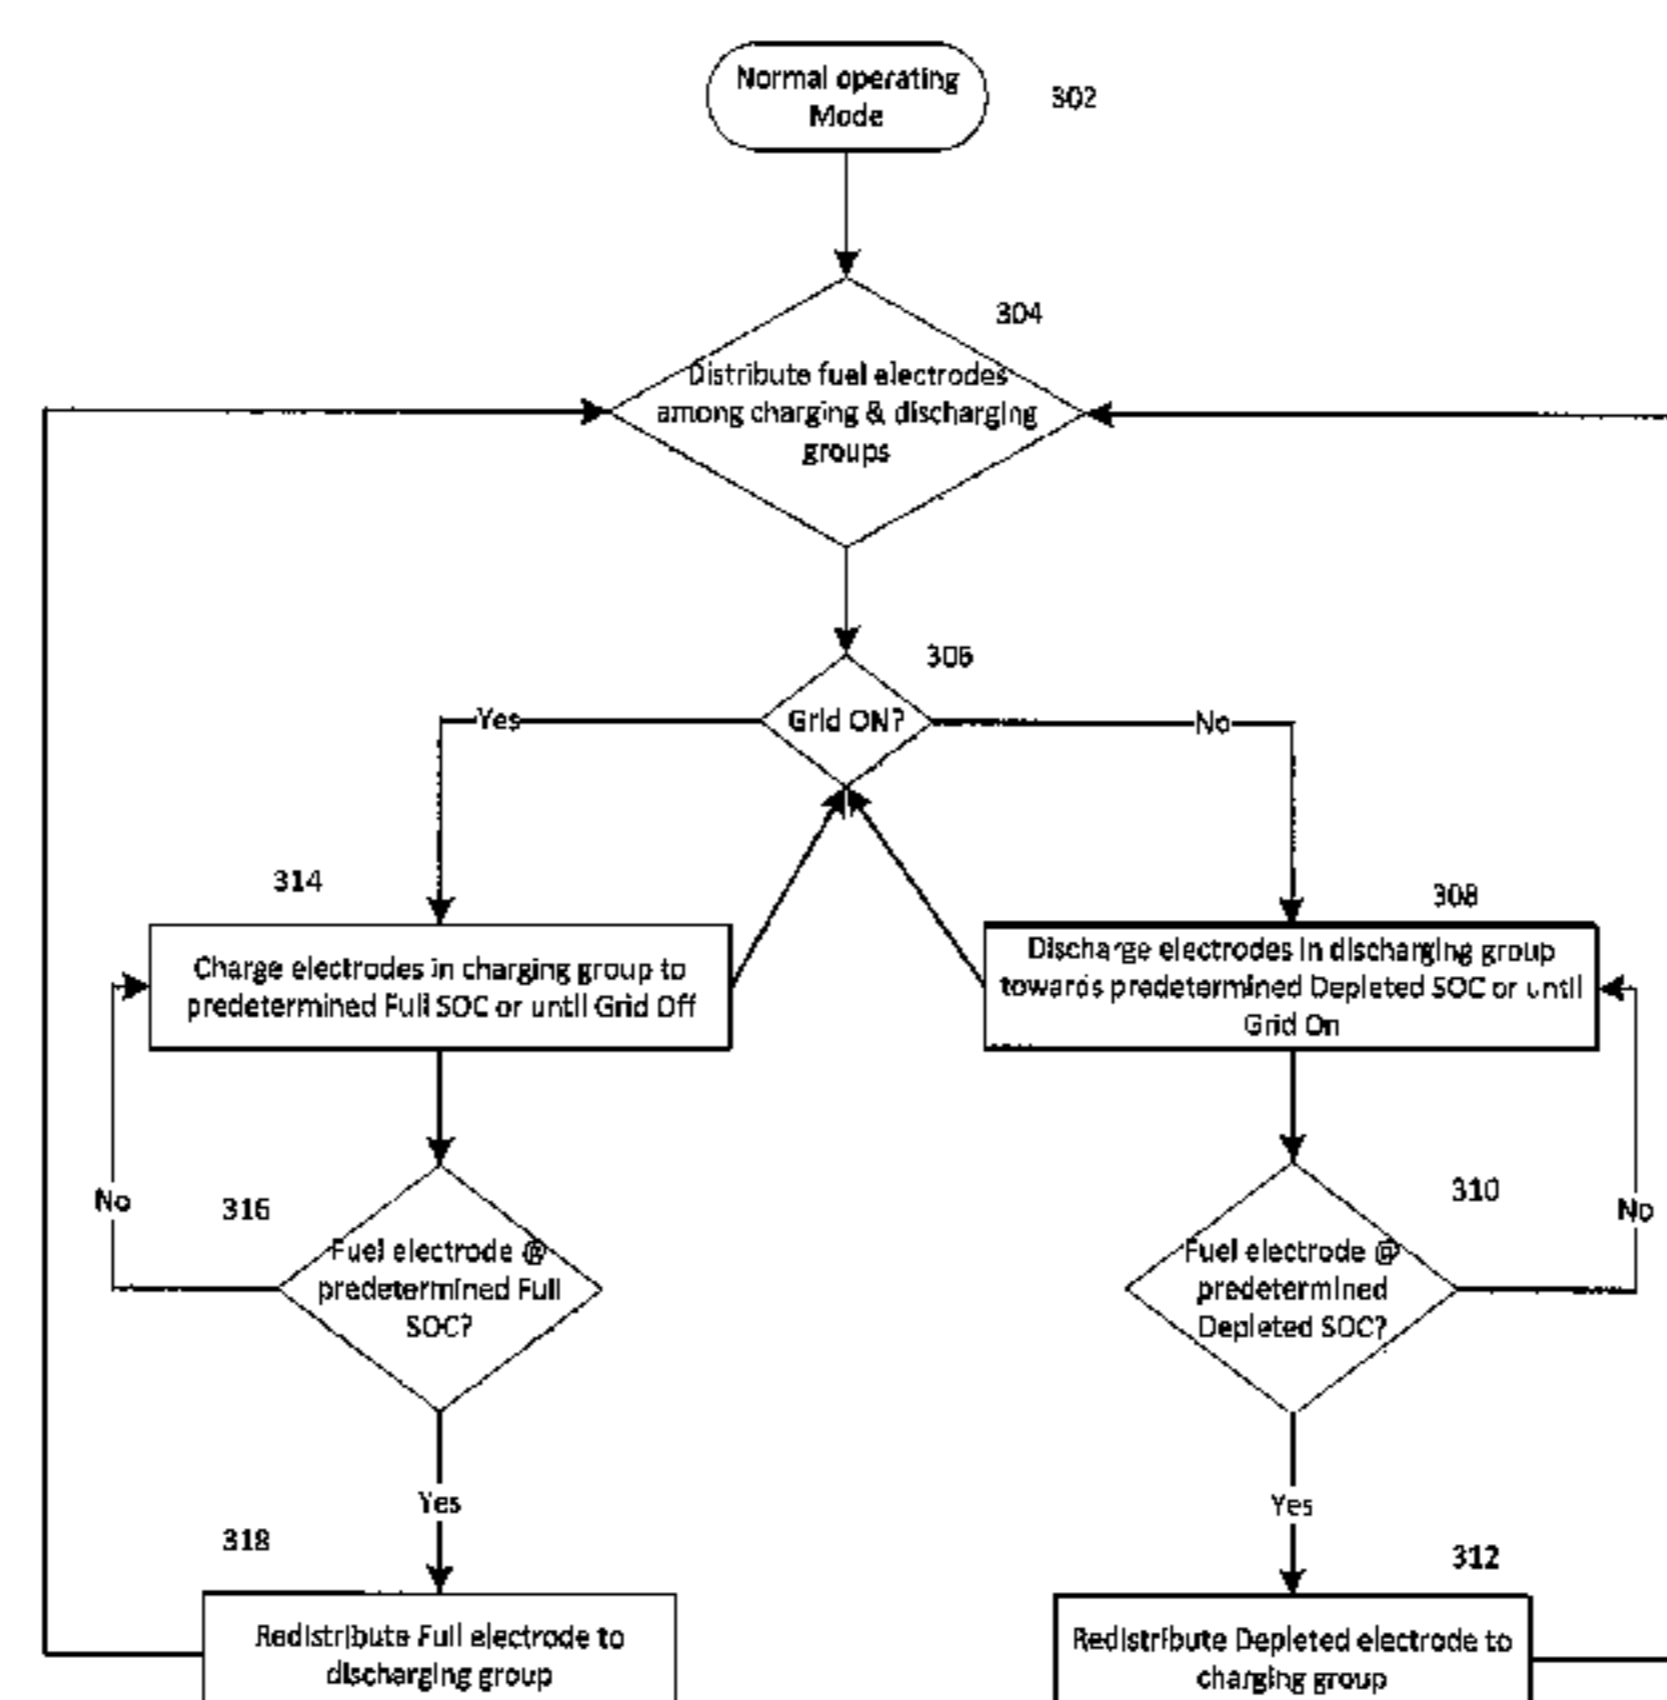 Normal operating
Mode
302
304
Distribute fuel electrodes
among charging & discharging
groups
306
Grid ON?
Yes
No
314
308
Charge electrodes in charging group to
predetermined Full SOC or until Grid Off
Discharge electrodes in discharging group
towards predetermined Depleted SOC or until
Grid On
No
316
310
No
Fuel electrode @
predetermined Full
SOC?
Fuel electrode @
predetermined
Depleted SOC?
Yes
Yes
318
312
Redistribute Full electrode to
discharging group
Redistribute Depleted electrode to
charging group